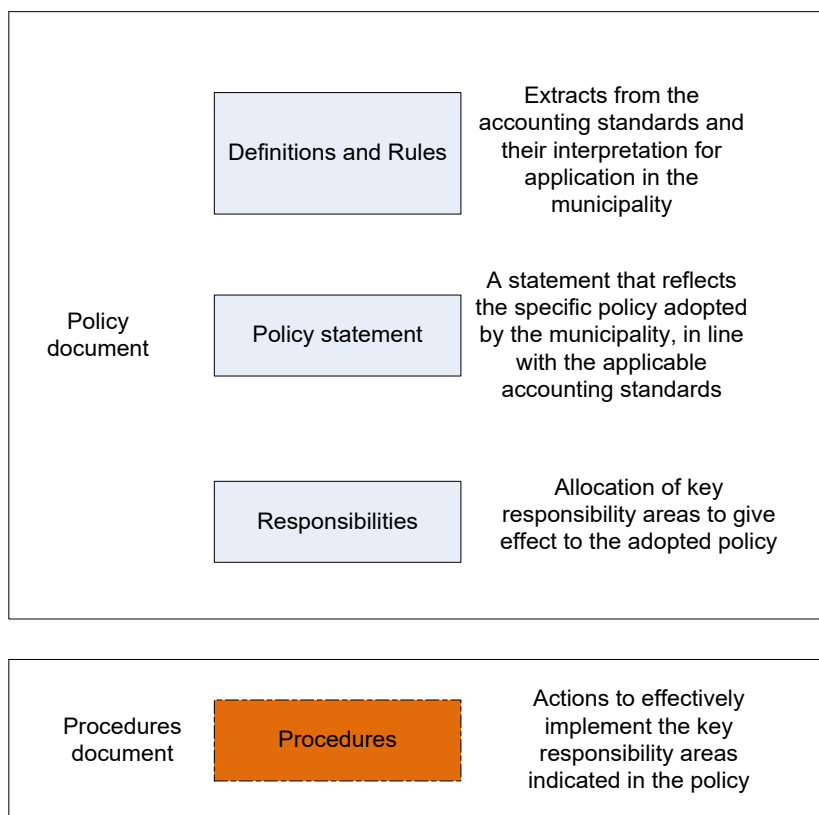 Definitions and Rules
Extracts from the
accounting standards and
their interpretation for
application in the
municipality
Policy
document
Policy statement
A statement that reflects
the specific policy adopted
by the municipality, in line
with the applicable
accounting standards
Responsibilities
Allocation of key
responsibility areas to give
effect to the adopted policy
Procedures
document
Procedures
Actions to effectively
implement the key
responsibility areas
indicated in the policy